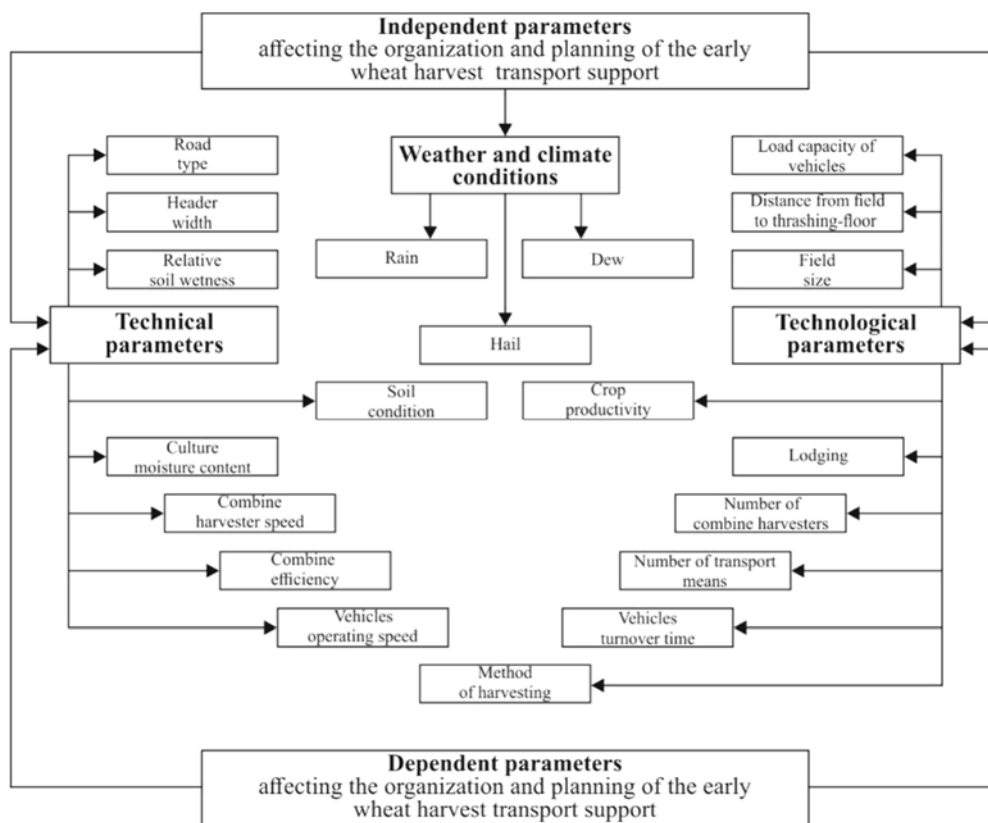 Independent parameters
affecting the organization and planning of the early
wheat harvest transport support
Road
type
Weather and climate
conditions
Load capacity of
vehicles
Header
width
Distance from field
to thrashing-floor
Relative
soil wetness
Rain
Dew
Field
size
Technical
parameters
Hail
Technological
parameters
Soil
condition
Crop
productivity
Culture
moisture content
Lodging
Combine
harvester speed
Number of
combine harvesters
Combine
efficiency
Number of transport
means
Vehicles
operating speed
Vehicles
turnover time
Method
of harvesting
Dependent parameters
affecting the organization and planning of the early
wheat harvest transport support